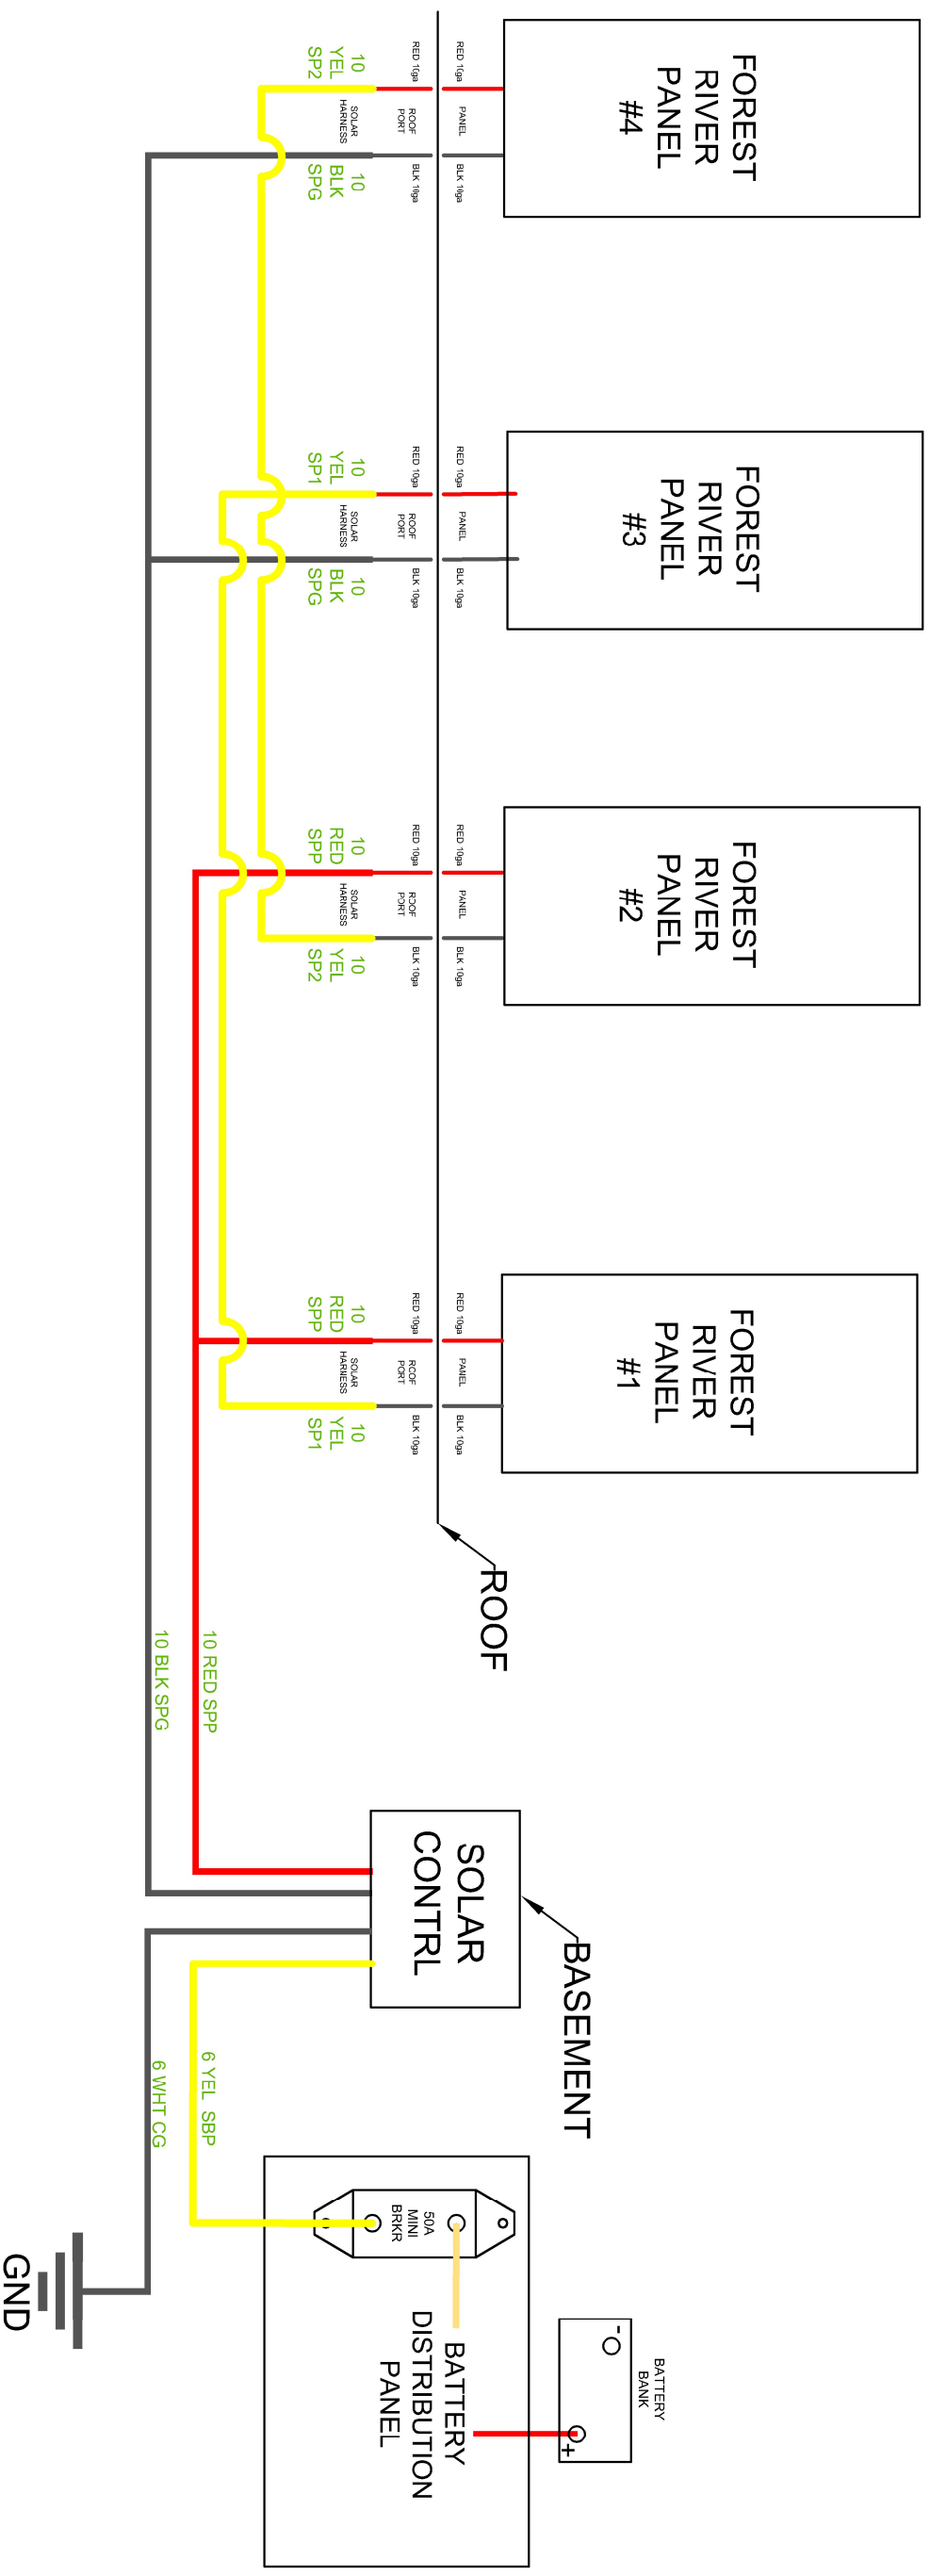 FOREST
RIVER
PANEL
#4
RED 10ga
PANEL
BLK 10ga
RED 10ga
ROOF
PORT
BLK 10ga
10
YEL
SP2
SOLAR
HARNESS
10
BLK
SPG
FOREST
RIVER
PANEL
#3
RED 10ga
PANEL
BLK 10ga
RED 10ga
ROOF
PORT
BLK 10ga
10
YEL
SP1
SOLAR
HARNESS
10
BLK
SPG
FOREST
RIVER
PANEL
#2
RED 10ga
PANEL
BLK 10ga
RED 10ga
ROOF
PORT
BLK 10ga
10
RED
SPP
SOLAR
HARNESS
10
YEL
SP2
FOREST
RIVER
PANEL
#1
RED 10ga
PANEL
BLK 10ga
RED 10ga
ROOF
PORT
BLK 10ga
10
RED
SPP
SOLAR
HARNESS
10
YEL
SP1
ROOF
10 RED SPP
10 BLK SPG
BASEMENT
SOLAR
CONTRL
6 YEL SBP
6 WHT CG
GND
50A
MINI
BRKR
BATTERY
DISTRIBUTION
PANEL
BATTERY
BANK
-
+